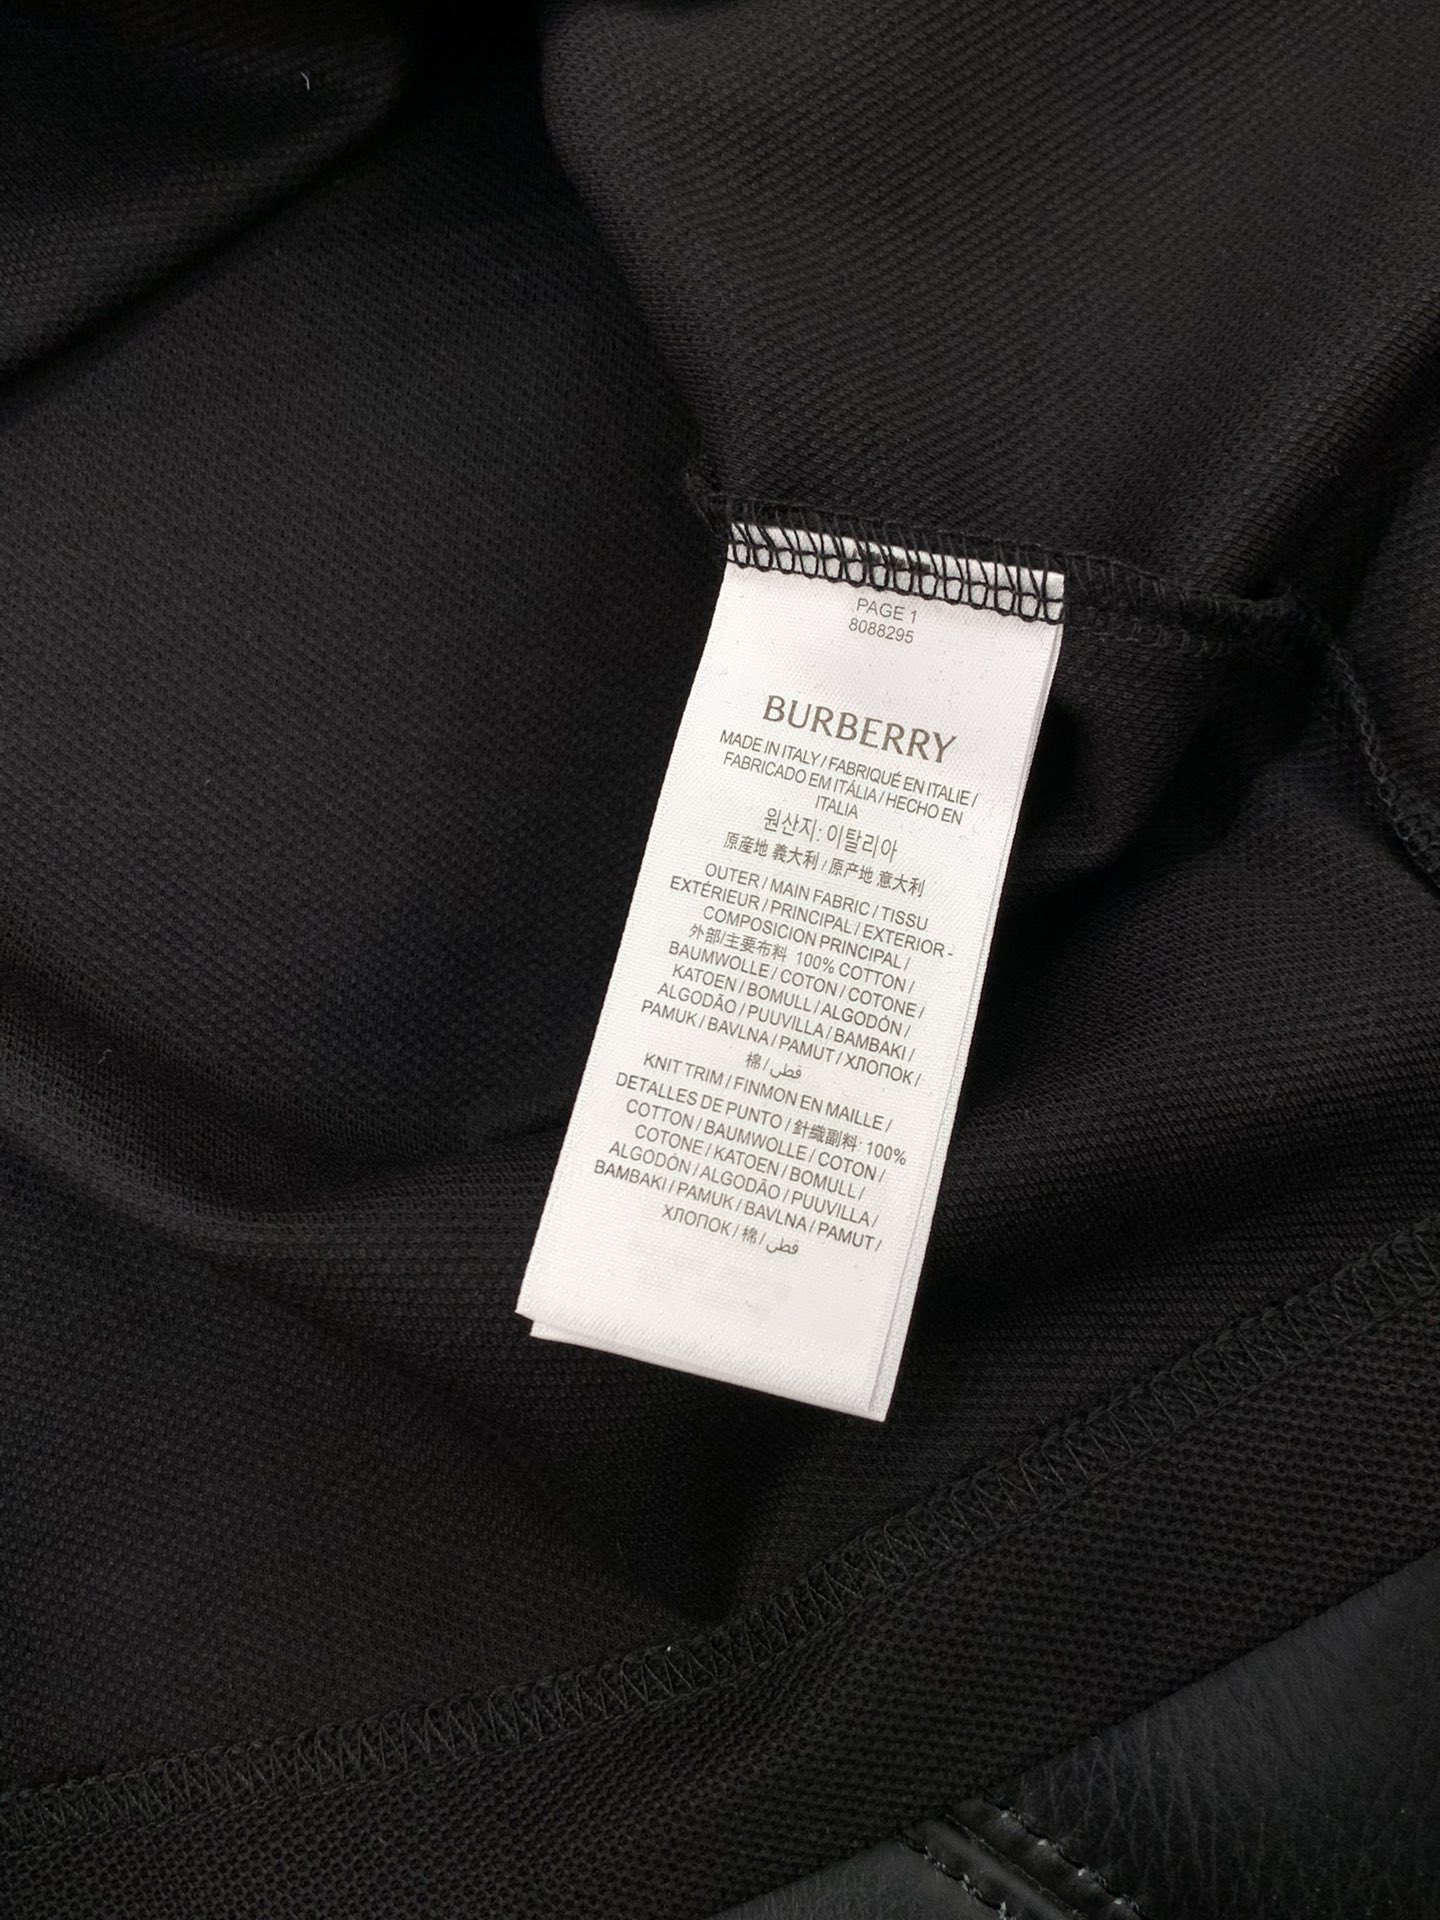 PAGE 1
8088295
BURBERRY
MADE IN ITALY / FABRIQUÉ EN ITALIE /
FABRICADO EM ITÁLIA / HECHO EN
ITALIA
원산지: 이탈리아
原産地 義大利 / 原产地 意大利
OUTER / MAIN FABRIC / TISSU
EXTÉRIEUR / PRINCIPAL / EXTERIOR -
COMPOSICION PRINCIPAL /
外部/主要布料 100% COTTON /
BAUMWOLLE / COTON / COTONE /
KATOEN / BOMULL / ALGODÓN /
ALGODÃO / PUUVILLA / BAMBAKI /
PAMUK / BAVLNA / PAMUT / ХЛОПОК /
棉 / قطن
KNIT TRIM / FINMON EN MAILLE /
DETALLES DE PUNTO / 針織副料: 100%
COTTON / BAUMWOLLE / COTON /
COTONE / KATOEN / BOMULL /
ALGODÓN / ALGODÃO / PUUVILLA /
BAMBAKI / PAMUK / BAVLNA / PAMUT /
ХЛОПОК / 棉 / قطن